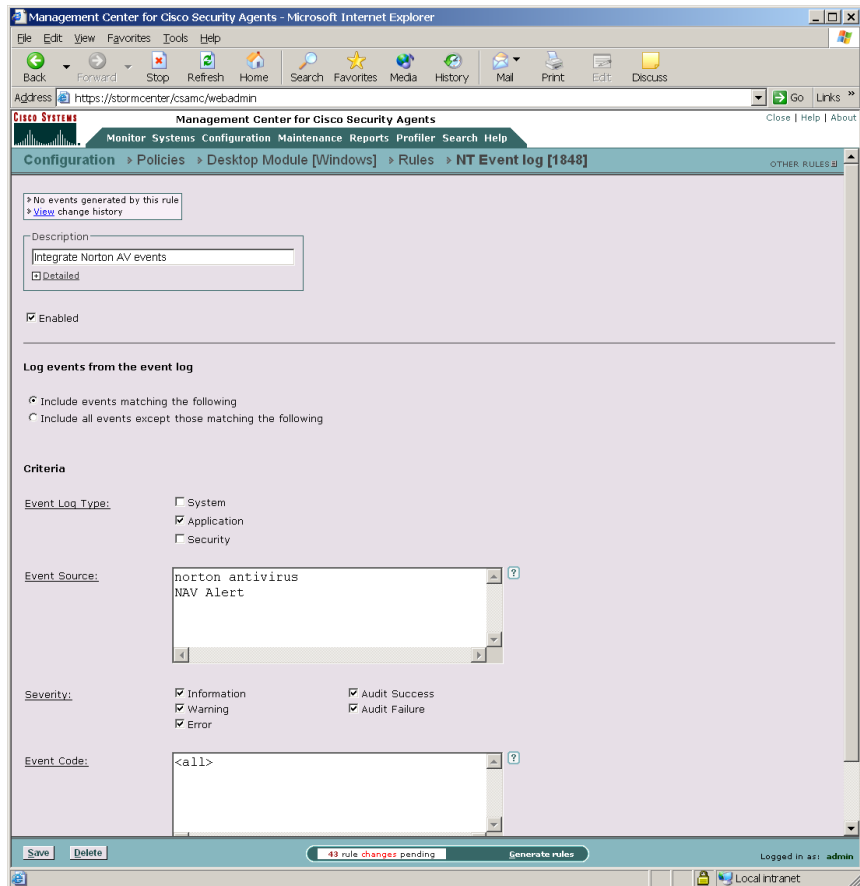 Management Center for Cisco Security Agents - Microsoft Internet Explorer
File Edit View Favorites Tools Help
Back Forward Stop Refresh Home Search Favorites Media History Mail Print Edit Discuss
Address https://stormcenter/csamc/webadmin Go Links »
CISCO SYSTEMS Management Center for Cisco Security Agents Close | Help | About
Monitor Systems Configuration Maintenance Reports Profiler Search Help
Configuration > Policies > Desktop Module [Windows] > Rules > NT Event log [1848] OTHER RULES
No events generated by this rule
View change history
Description
Integrate Norton AV events
Detailed
Enabled
Log events from the event log
Include events matching the following
Include all events except those matching the following
Criteria
Event Log Type: System
Application
Security
Event Source: norton antivirus ?
NAV Alert
Severity: Information Audit Success
Warning Audit Failure
Error
Event Code: <all> ?
Save Delete 43 rule changes pending Generate rules Logged in as: admin
Local intranet